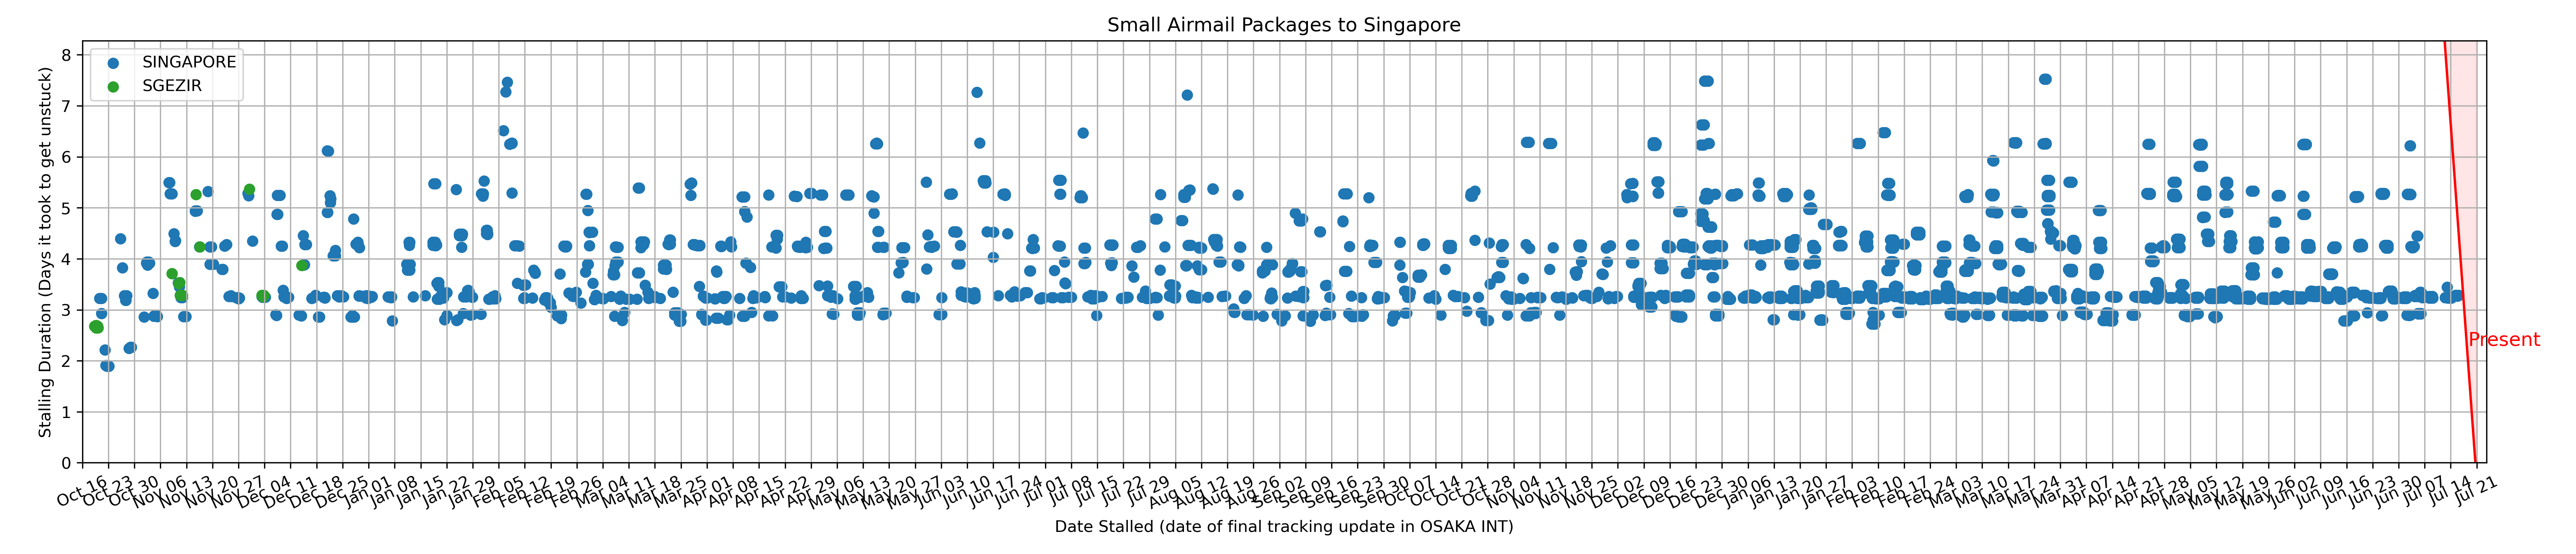 Small Airmail Packages to Singapore
SINGAPORE
SGEZIR
Stalling Duration (Days it took to get unstuck)
8
7
6
5
4
3
2
1
0
Present
Oct 16
Oct 23
Oct 30
Nov 06
Nov 13
Nov 20
Nov 27
Dec 04
Dec 11
Dec 18
Dec 25
Jan 01
Jan 08
Jan 15
Jan 22
Jan 29
Feb 05
Feb 12
Feb 19
Feb 26
Mar 04
Mar 11
Mar 18
Mar 25
Apr 01
Apr 08
Apr 15
Apr 22
Apr 29
May 06
May 13
May 20
May 27
Jun 03
Jun 10
Jun 17
Jun 24
Jul 01
Jul 08
Jul 15
Jul 22
Jul 29
Aug 05
Aug 12
Aug 19
Aug 26
Sep 02
Sep 09
Sep 16
Sep 23
Sep 30
Oct 07
Oct 14
Oct 21
Oct 28
Nov 04
Nov 11
Nov 18
Nov 25
Dec 02
Dec 09
Dec 16
Dec 23
Dec 30
Jan 06
Jan 13
Jan 20
Jan 27
Feb 03
Feb 10
Feb 17
Feb 24
Mar 03
Mar 10
Mar 17
Mar 24
Mar 31
Apr 07
Apr 14
Apr 21
Apr 28
May 05
May 12
May 19
May 26
Jun 02
Jun 09
Jun 16
Jun 23
Jun 30
Jul 07
Jul 14
Jul 21
Date Stalled (date of final tracking update in OSAKA INT)